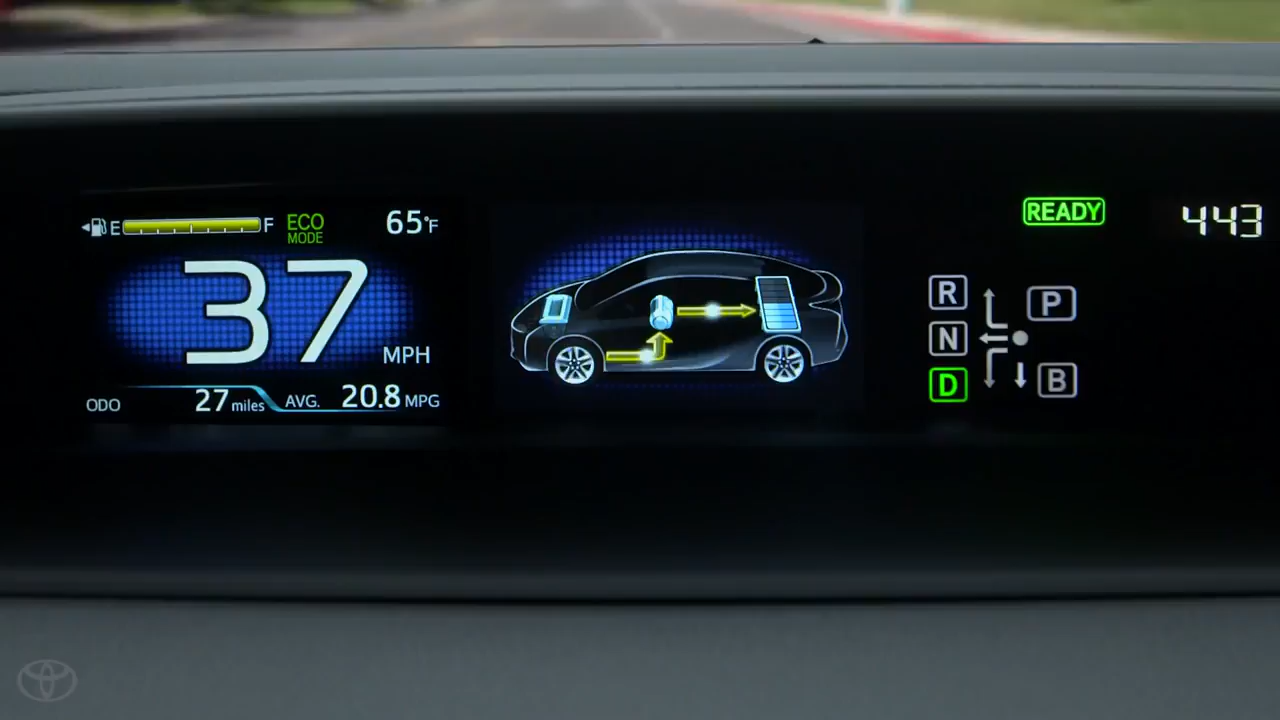 E F ECO MODE 65°F
37 MPH
ODO 27 miles AVG. 20.8 MPG
READY 443
R P
N
D B